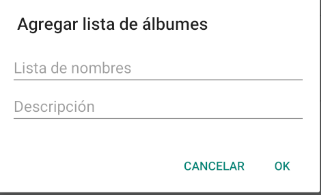 Agregar lista de álbumes
Lista de nombres
Descripción
CANCELAR OK